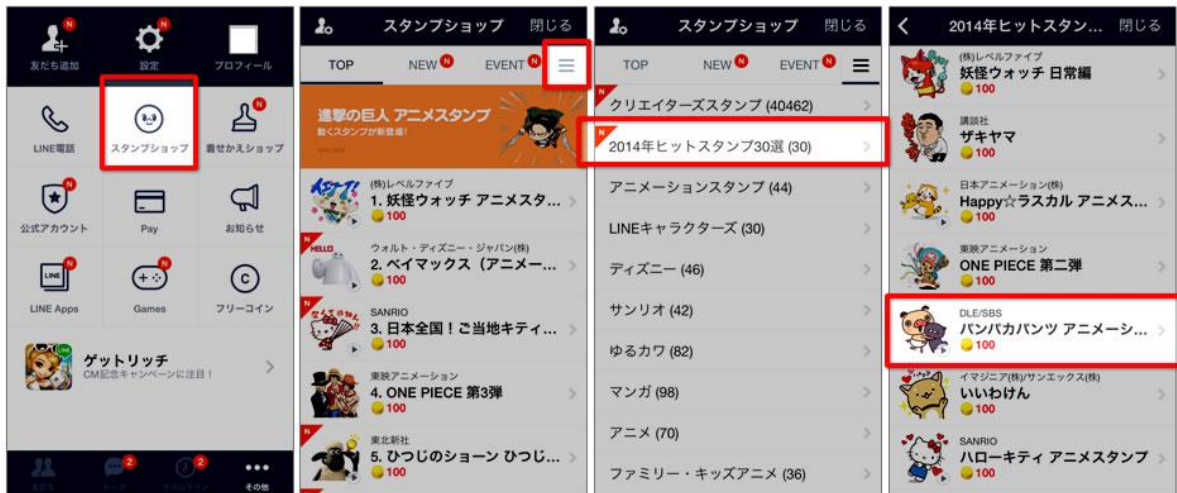 友だち追加
設定
プロフィール
LINE電話
スタンプショップ
着せかえショップ
公式アカウント
Pay
お知らせ
LINE Apps
Games
フリーコイン
ゲットリッチ
CM記念キャンペーンに注目！
友だち
トーク
2
タイムライン
2
その他
スタンプショップ
閉じる
TOP
NEW
N
EVENT
N
進撃の巨人 アニメスタンプ
動くスタンプが新登場！
(株)レベルファイブ
1. 妖怪ウォッチ アニメスタ...
100
ウォルト・ディズニー・ジャパン(株)
2. ベイマックス（アニメー...
100
SANRIO
3. 日本全国！ご当地キティ...
100
東映アニメーション
4. ONE PIECE 第3弾
100
東北新社
5. ひつじのショーン ひつじ...
100
スタンプショップ
閉じる
TOP
NEW
N
EVENT
N
クリエイターズスタンプ (40462)
2014年ヒットスタンプ30選 (30)
アニメーションスタンプ (44)
LINEキャラクターズ (30)
ディズニー (46)
サンリオ (42)
ゆるカワ (82)
マンガ (98)
アニメ (70)
ファミリー・キッズアニメ (36)
2014年ヒットスタン...
閉じる
(株)レベルファイブ
妖怪ウォッチ 日常編
100
講談社
ザキヤマ
100
日本アニメーション(株)
Happy☆ラスカル アニメス...
100
東映アニメーション
ONE PIECE 第二弾
100
DLE/SBS
パンパカパンツ アニメーシ...
100
イマジニア(株)/サンエックス(株)
いいわけん
100
SANRIO
ハローキティ アニメスタンプ
100